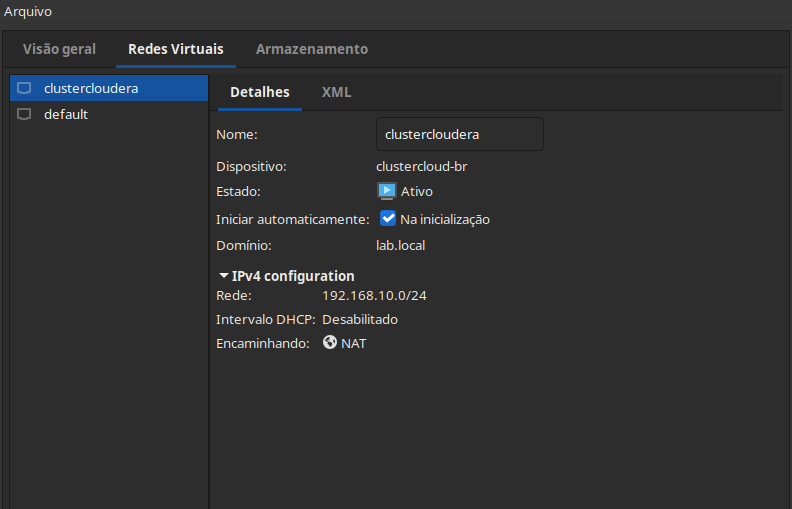 Arquivo
Visão geral Redes Virtuais Armazenamento
clustercloudera
default
Detalhes XML
Nome: clustercloudera
Dispositivo: clustercloud-br
Estado: Ativo
Iniciar automaticamente: Na inicialização
Domínio: lab.local
IPv4 configuration
Rede: 192.168.10.0/24
Intervalo DHCP: Desabilitado
Encaminhando: NAT